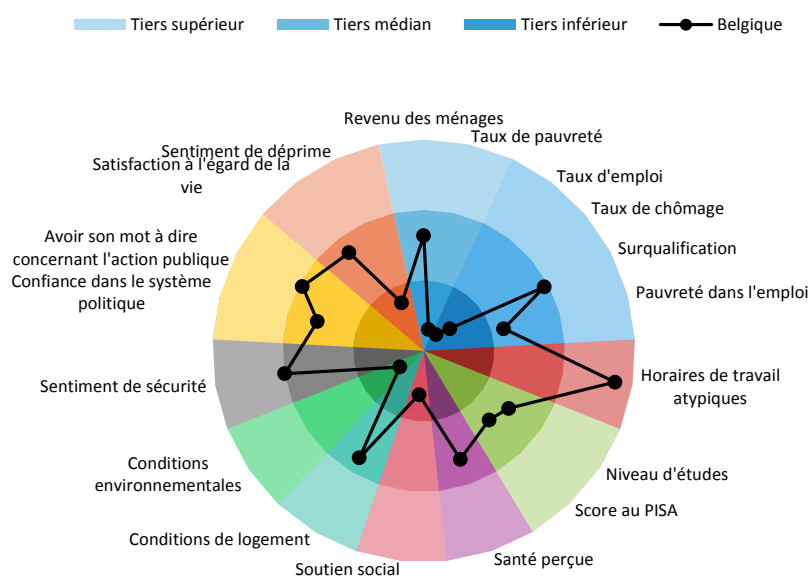 Tiers supérieur
Tiers médian
Tiers inférieur
Belgique
Revenu des ménages
Taux de pauvreté
Taux d'emploi
Taux de chômage
Surqualification
Pauvreté dans l'emploi
Horaires de travail
atypiques
Niveau d'études
Score au PISA
Santé perçue
Soutien social
Conditions de logement
Conditions
environnementales
Sentiment de sécurité
Confiance dans le système
politique
Avoir son mot à dire
concernant l'action publique
Satisfaction à l'égard de la
vie
Sentiment de déprime